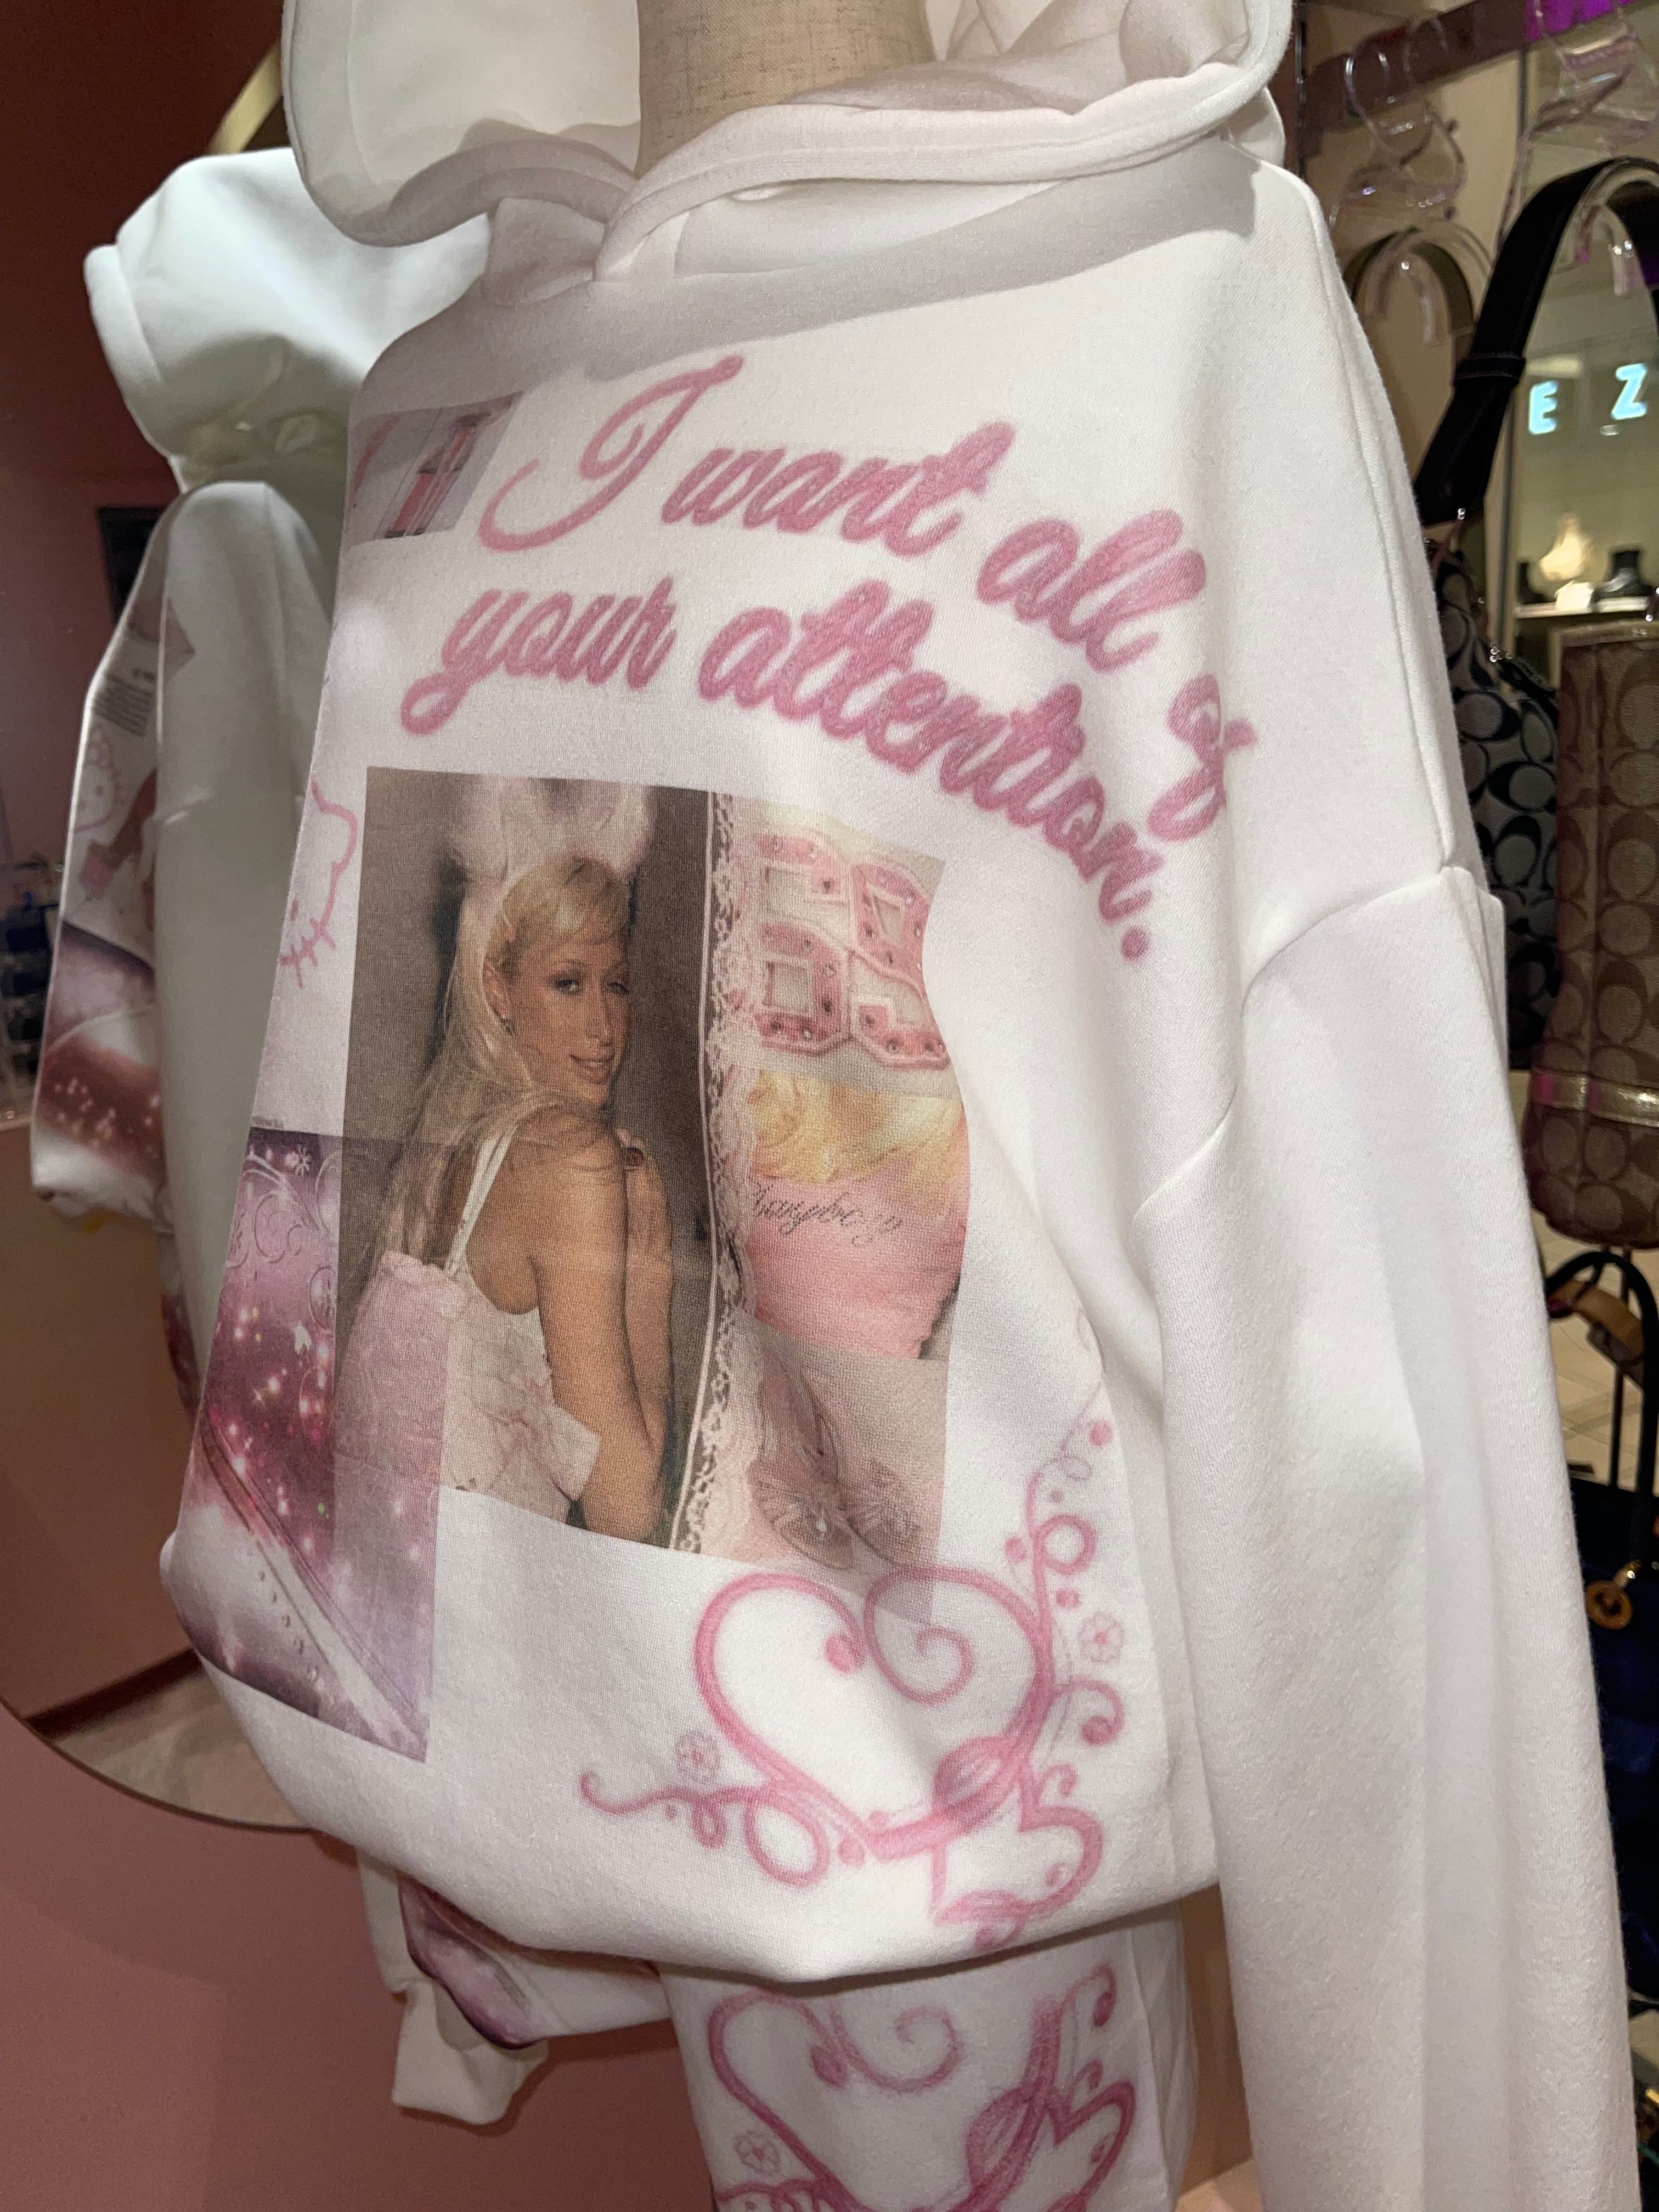 I want all of
your attention.
E Z